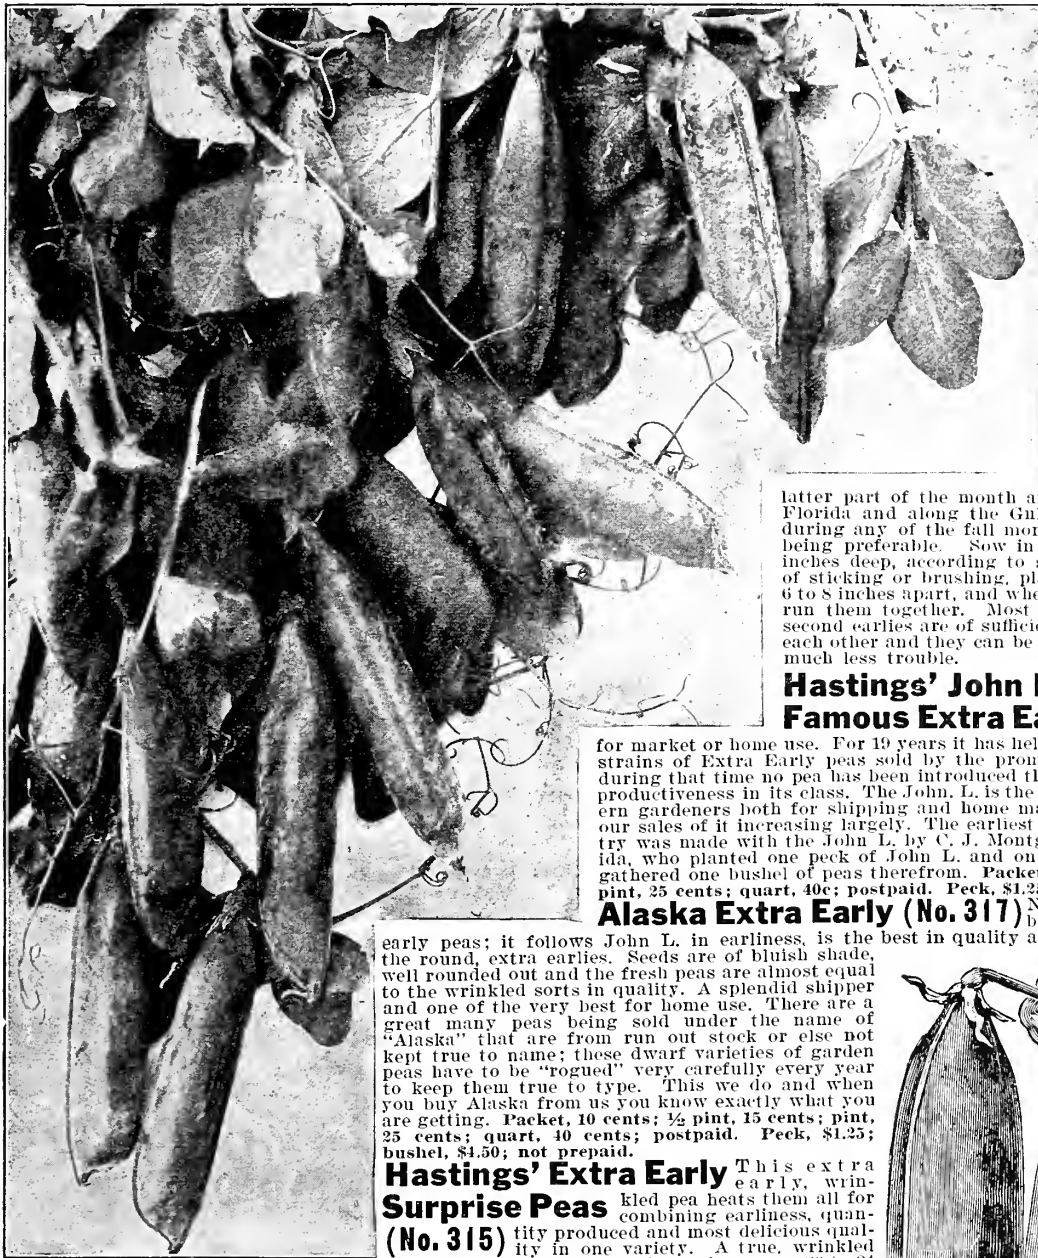 latter part of the month a
Florida and along the Gu
during any of the fall mon
being preferable. Sow in
inches deep, according to
of sticking or brushing, pl
6 to 8 inches apart, and whe
run them together. Most
second earlies are of suffici
each other and they can be
much less trouble.
Hastings' John
Famous Extra Ea
for market or home use. For 19 years it has hel
strains of Extra Early peas sold by the prom
during that time no pea has been introduced th
productiveness in its class. The John. L. is the
ern gardeners both for shipping and home ma
our sales of it increasing largely. The earliest
try was made with the John L. by C. J. Montg
ida, who planted one peck of John L. and on
gathered one bushel of peas therefrom. Packe
pint, 25 cents; quart, 40c; postpaid. Peck, $1.2
Alaska Extra Early (No. 317)
early peas; it follows John L. in earliness, is the best in quality a
the round, extra earlies. Seeds are of bluish shade,
well rounded out and the fresh peas are almost equal
to the wrinkled sorts in quality. A splendid shipper
and one of the very best for home use. There are a
great many peas being sold under the name of
"Alaska" that are from run out stock or else not
kept true to name; these dwarf varieties of garden
peas have to be "rogued" very carefully every year
to keep them true to type. This we do and when
you buy Alaska from us you know exactly what you
are getting. Packet, 10 cents; ½ pint, 15 cents; pint,
25 cents; quart, 40 cents; postpaid. Peck, $1.25;
bushel, $4.50; not prepaid.
Hastings' Extra Early This extra
early, wrin-
Surprise Peas kled pea beats them all for
combining earliness, quan-
(No. 315) tity produced and most delicious qual-
ity in one variety. A true, wrinkled